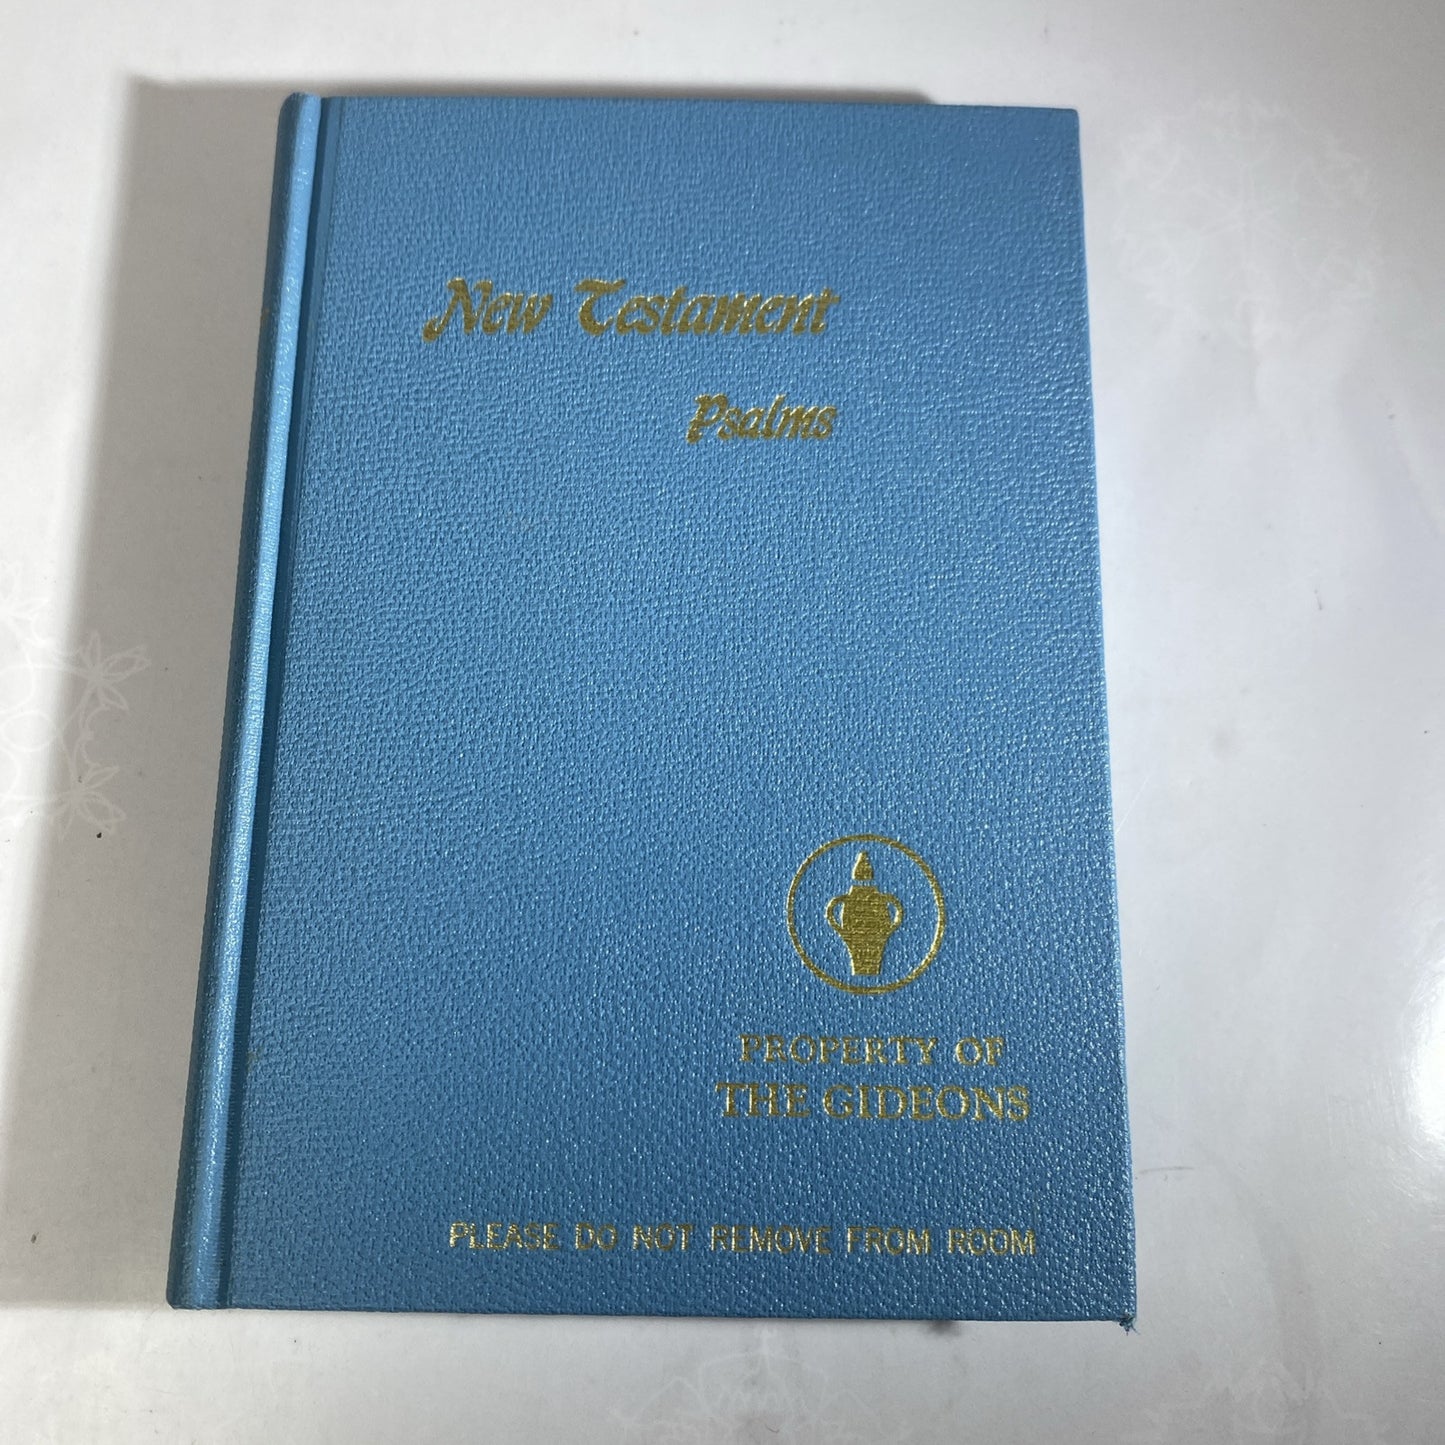 New Testament
Psalms
PROPERTY OF
THE GIDEONS
PLEASE DO NOT REMOVE FROM ROOM